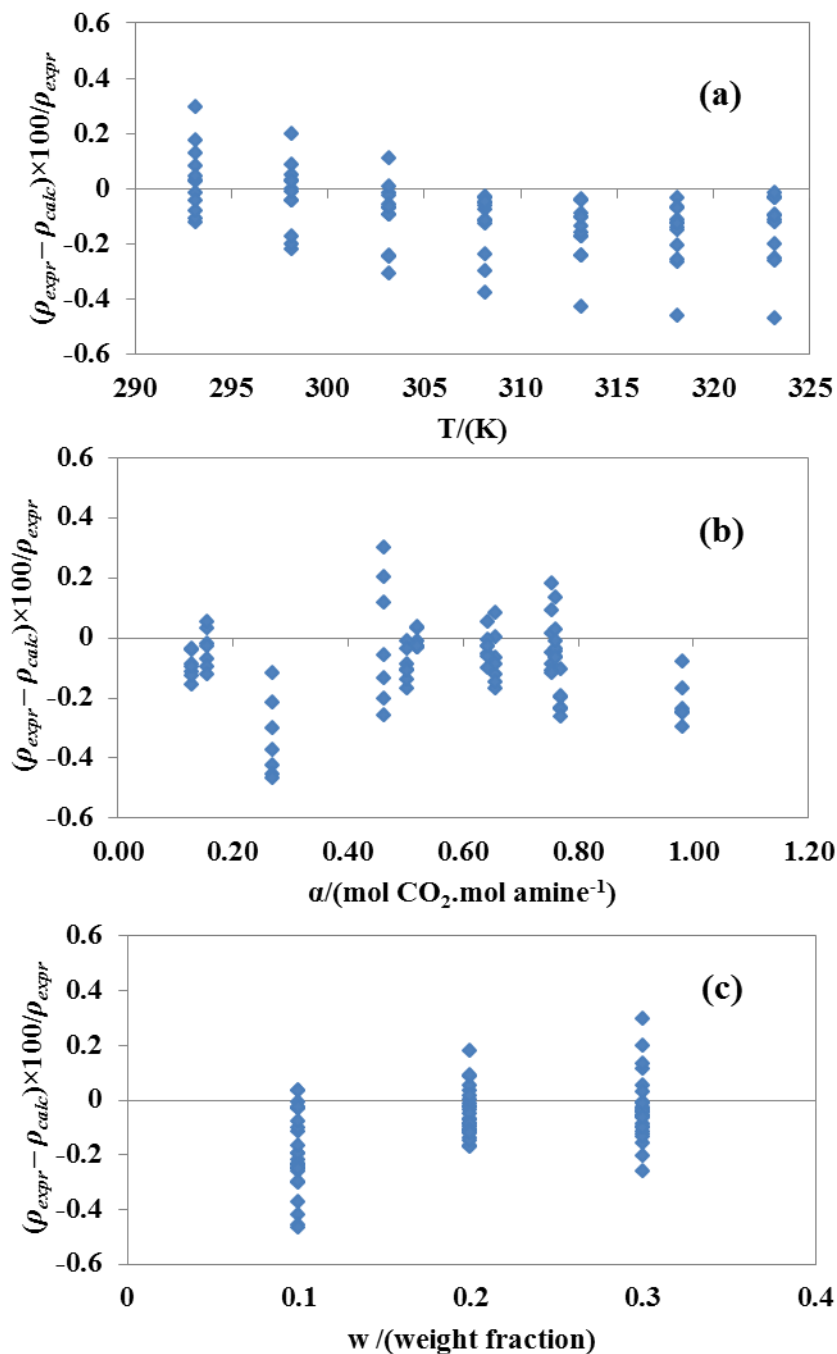 0.6
(a)
0.4
0.2
0
-0.2
-0.4
-0.6
(ρexpr − ρcalc)×100/ρexpr
290 295 300 305 310 315 320 325
T/(K)
0.6
(b)
0.4
0.2
0
-0.2
-0.4
-0.6
(ρexpr − ρcalc)×100/ρexpr
0.00 0.20 0.40 0.60 0.80 1.00 1.20
α/(mol CO₂.mol amine⁻¹)
0.6
(c)
0.4
0.2
0
-0.2
-0.4
-0.6
(ρexpr − ρcalc)×100/ρexpr
0 0.1 0.2 0.3 0.4
w /(weight fraction)